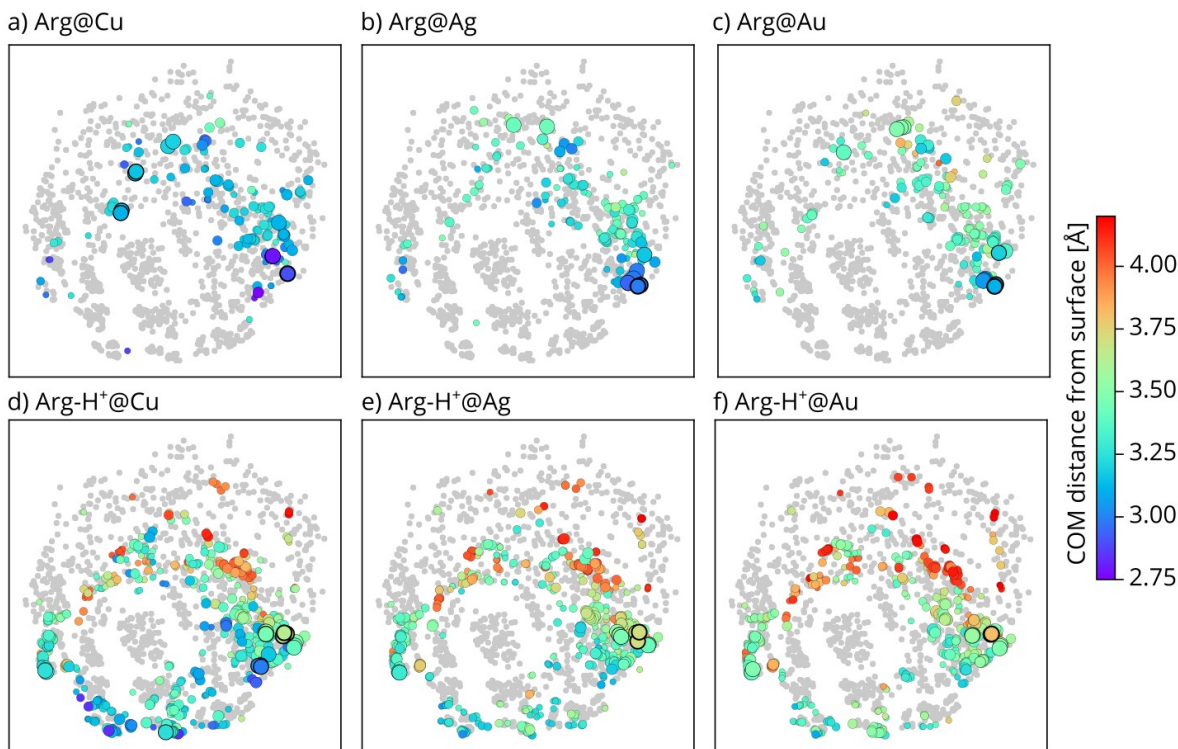 a) Arg@Cu
b) Arg@Ag
c) Arg@Au
d) Arg-H⁺@Cu
e) Arg-H⁺@Ag
f) Arg-H⁺@Au
COM distance from surface [Å]
4.00
3.75
3.50
3.25
3.00
2.75